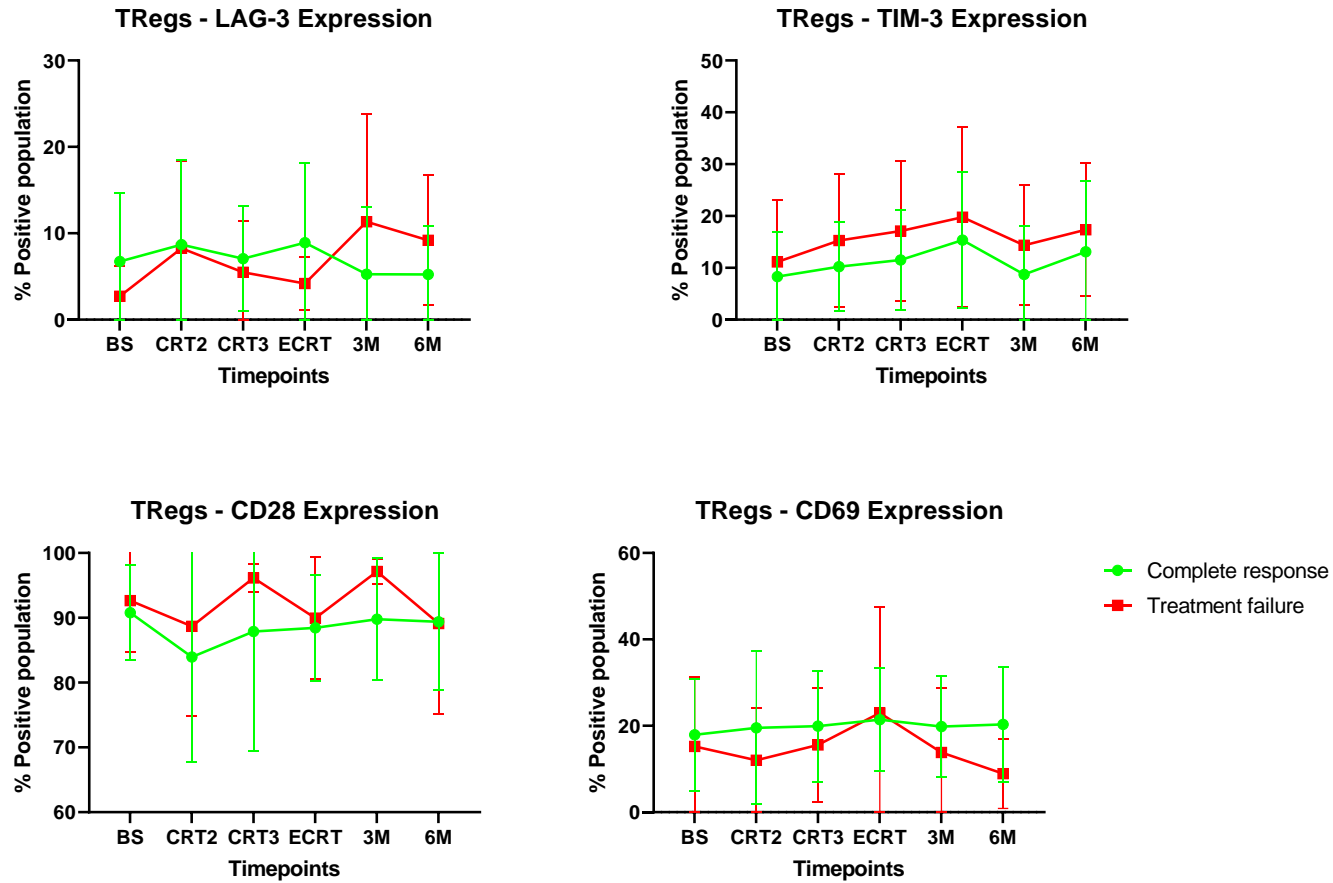 TRegs - LAG-3 Expression
30
20
10
0
% Positive population
BS CRT2 CRT3 ECRT 3M 6M
Timepoints
TRegs - TIM-3 Expression
50
40
30
20
10
0
% Positive population
BS CRT2 CRT3 ECRT 3M 6M
Timepoints
TRegs - CD28 Expression
100
90
80
70
60
% Positive population
BS CRT2 CRT3 ECRT 3M 6M
Timepoints
TRegs - CD69 Expression
60
40
20
0
% Positive population
BS CRT2 CRT3 ECRT 3M 6M
Timepoints
Complete response
Treatment failure